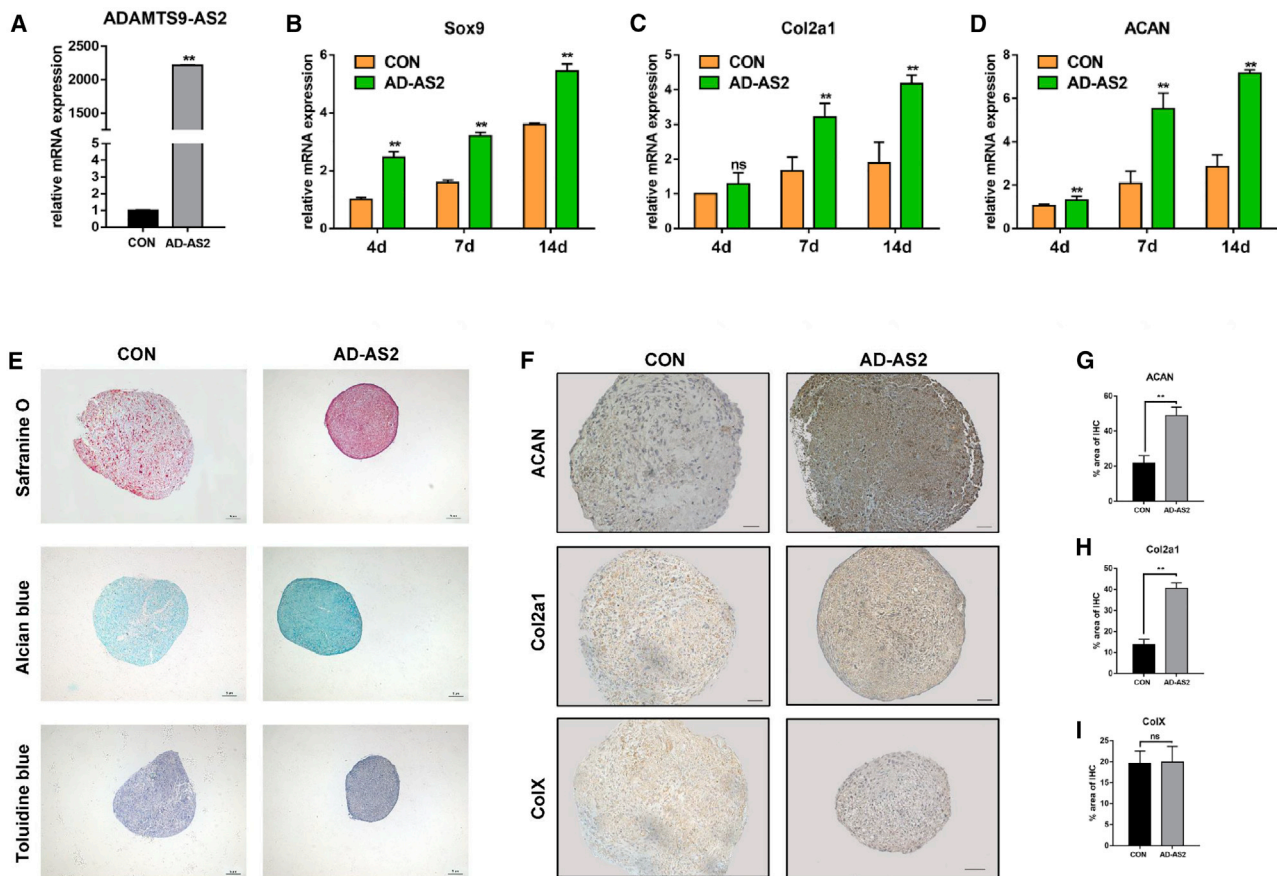 A
ADAMTS9-AS2
relative mRNA expression
2500
2000
1500
1000
5
4
3
2
1
0
**
CON
AD-AS2
B
Sox9
relative mRNA expression
6
4
2
0
CON
AD-AS2
**
**
**
4d
7d
14d
C
Col2a1
relative mRNA expression
5
4
3
2
1
0
CON
AD-AS2
ns
**
**
4d
7d
14d
D
ACAN
relative mRNA expression
8
6
4
2
0
CON
AD-AS2
**
**
**
4d
7d
14d
E
CON
AD-AS2
Safranine O
Alcian blue
Toluidine blue
F
CON
AD-AS2
ACAN
Col2a1
ColX
G
ACAN
% area of IHC
60
40
20
0
**
CON
AD-AS2
H
Col2a1
% area of IHC
50
40
30
20
10
0
**
CON
AD-AS2
I
ColX
% area of IHC
25
20
15
10
5
0
ns
CON
AD-AS2